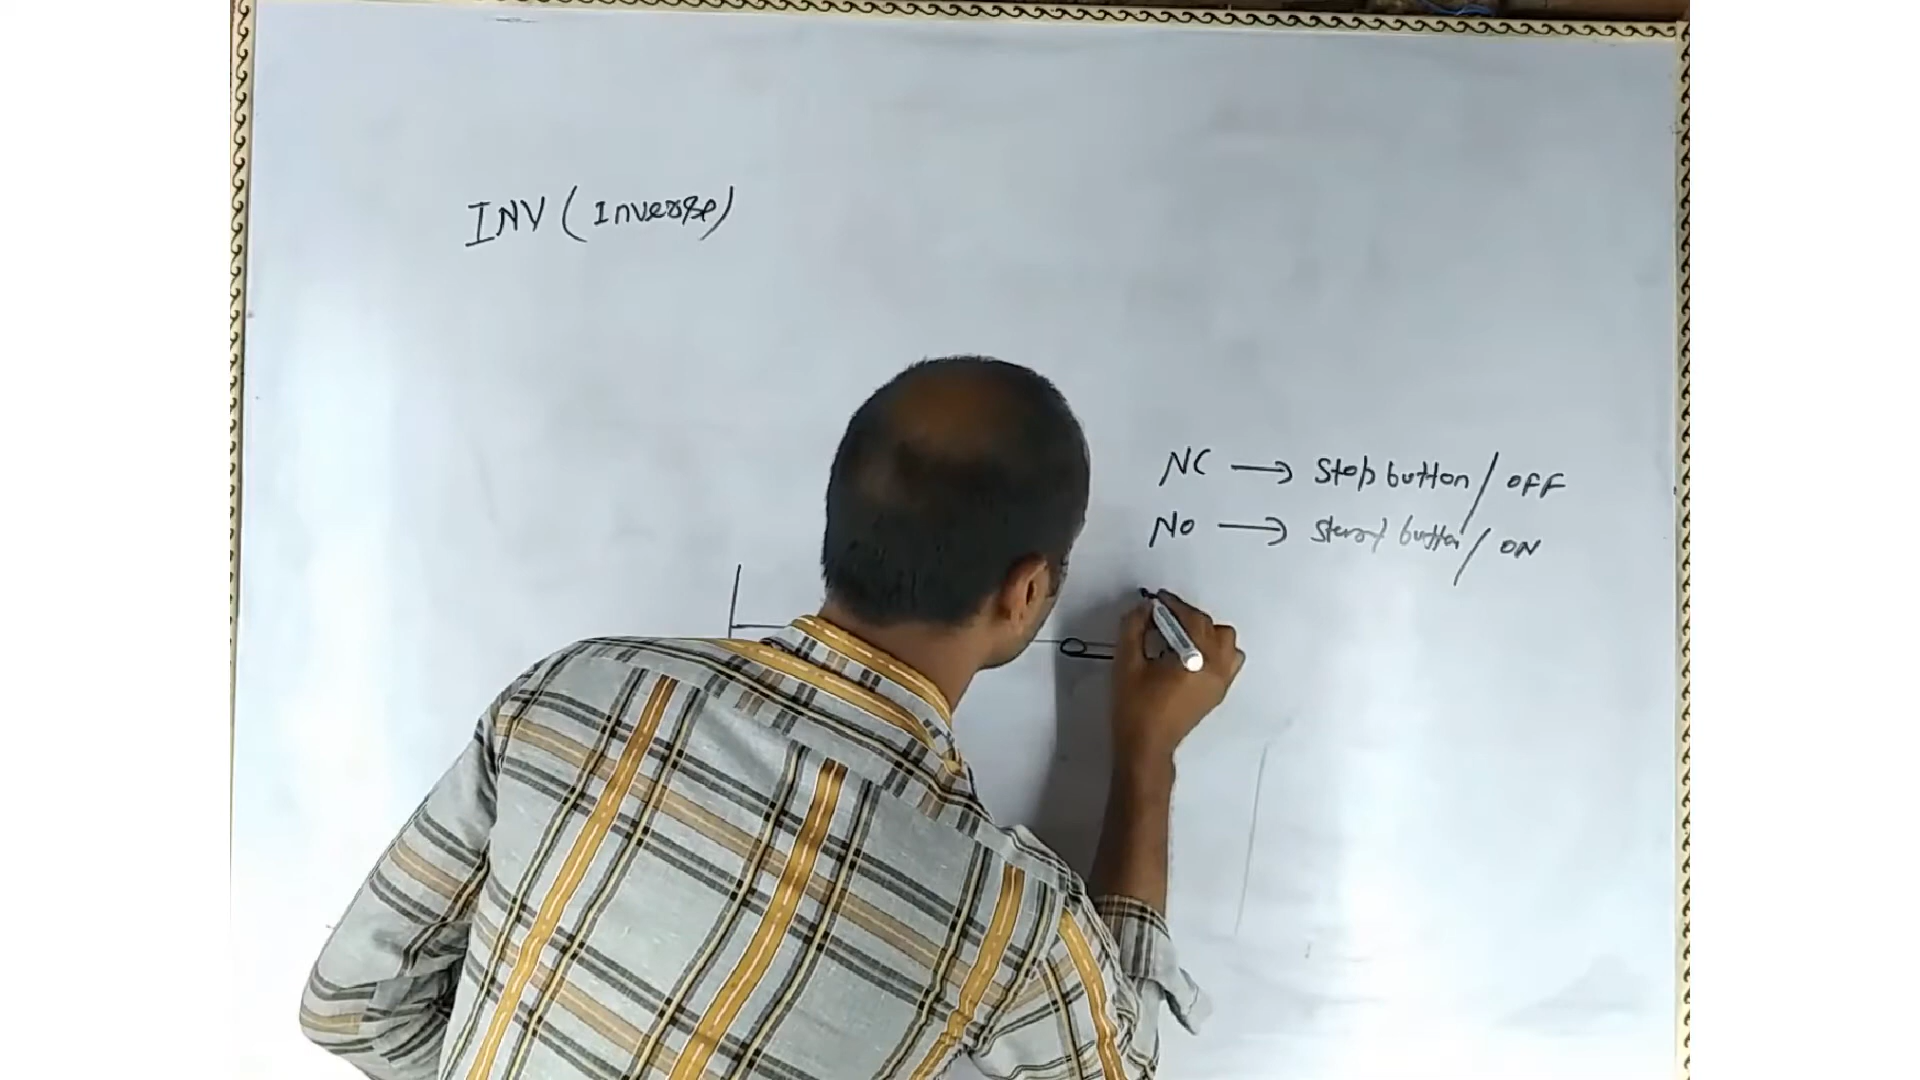 INV (Inverse)
NC → Stop button / OFF
NO → Start button / ON